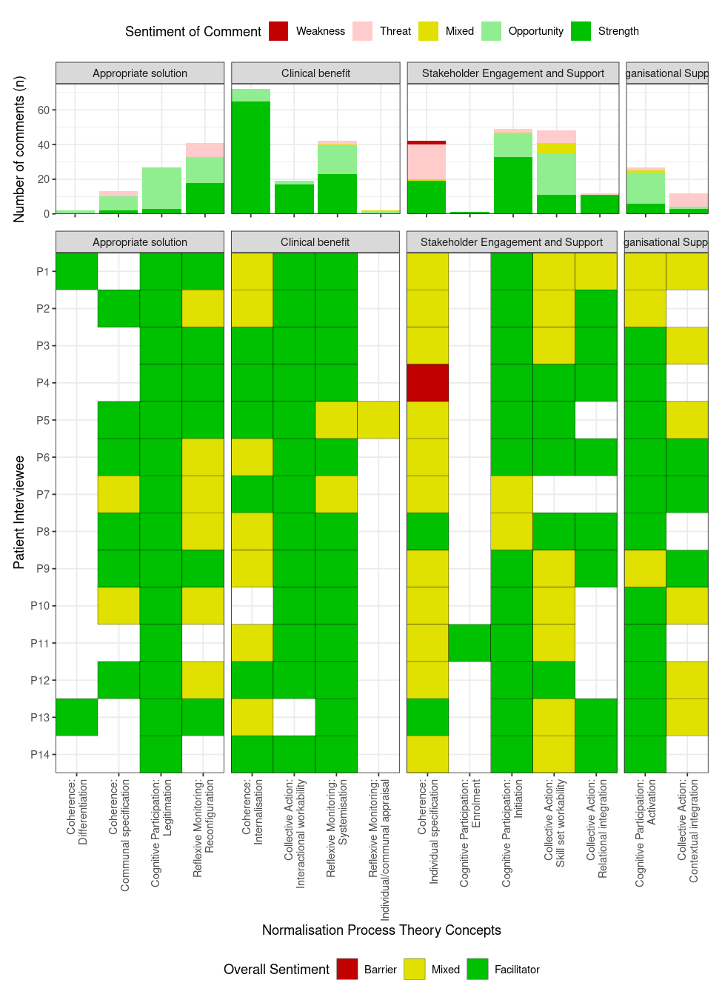 Sentiment of Comment Weakness Threat Mixed Opportunity Strength
Number of comments (n)
Appropriate solution Clinical benefit Stakeholder Engagement and Support ganisational Supp
60
40
20
0
Appropriate solution Clinical benefit Stakeholder Engagement and Support ganisational Supp
Patient Interviewee
P1
P2
P3
P4
P5
P6
P7
P8
P9
P10
P11
P12
P13
P14
Coherence:
Differentiation
Coherence:
Communal specification
Cognitive Participation:
Legitimation
Reflexive Monitoring:
Reconfiguration
Coherence:
Internalisation
Collective Action:
Interactional workability
Reflexive Monitoring:
Systemisation
Reflexive Monitoring:
Individual/communal appraisal
Coherence:
Individual specification
Cognitive Participation:
Enrolment
Cognitive Participation:
Initiation
Collective Action:
Skill set workability
Collective Action:
Relational integration
Cognitive Participation:
Activation
Collective Action:
Contextual integration
Normalisation Process Theory Concepts
Overall Sentiment Barrier Mixed Facilitator